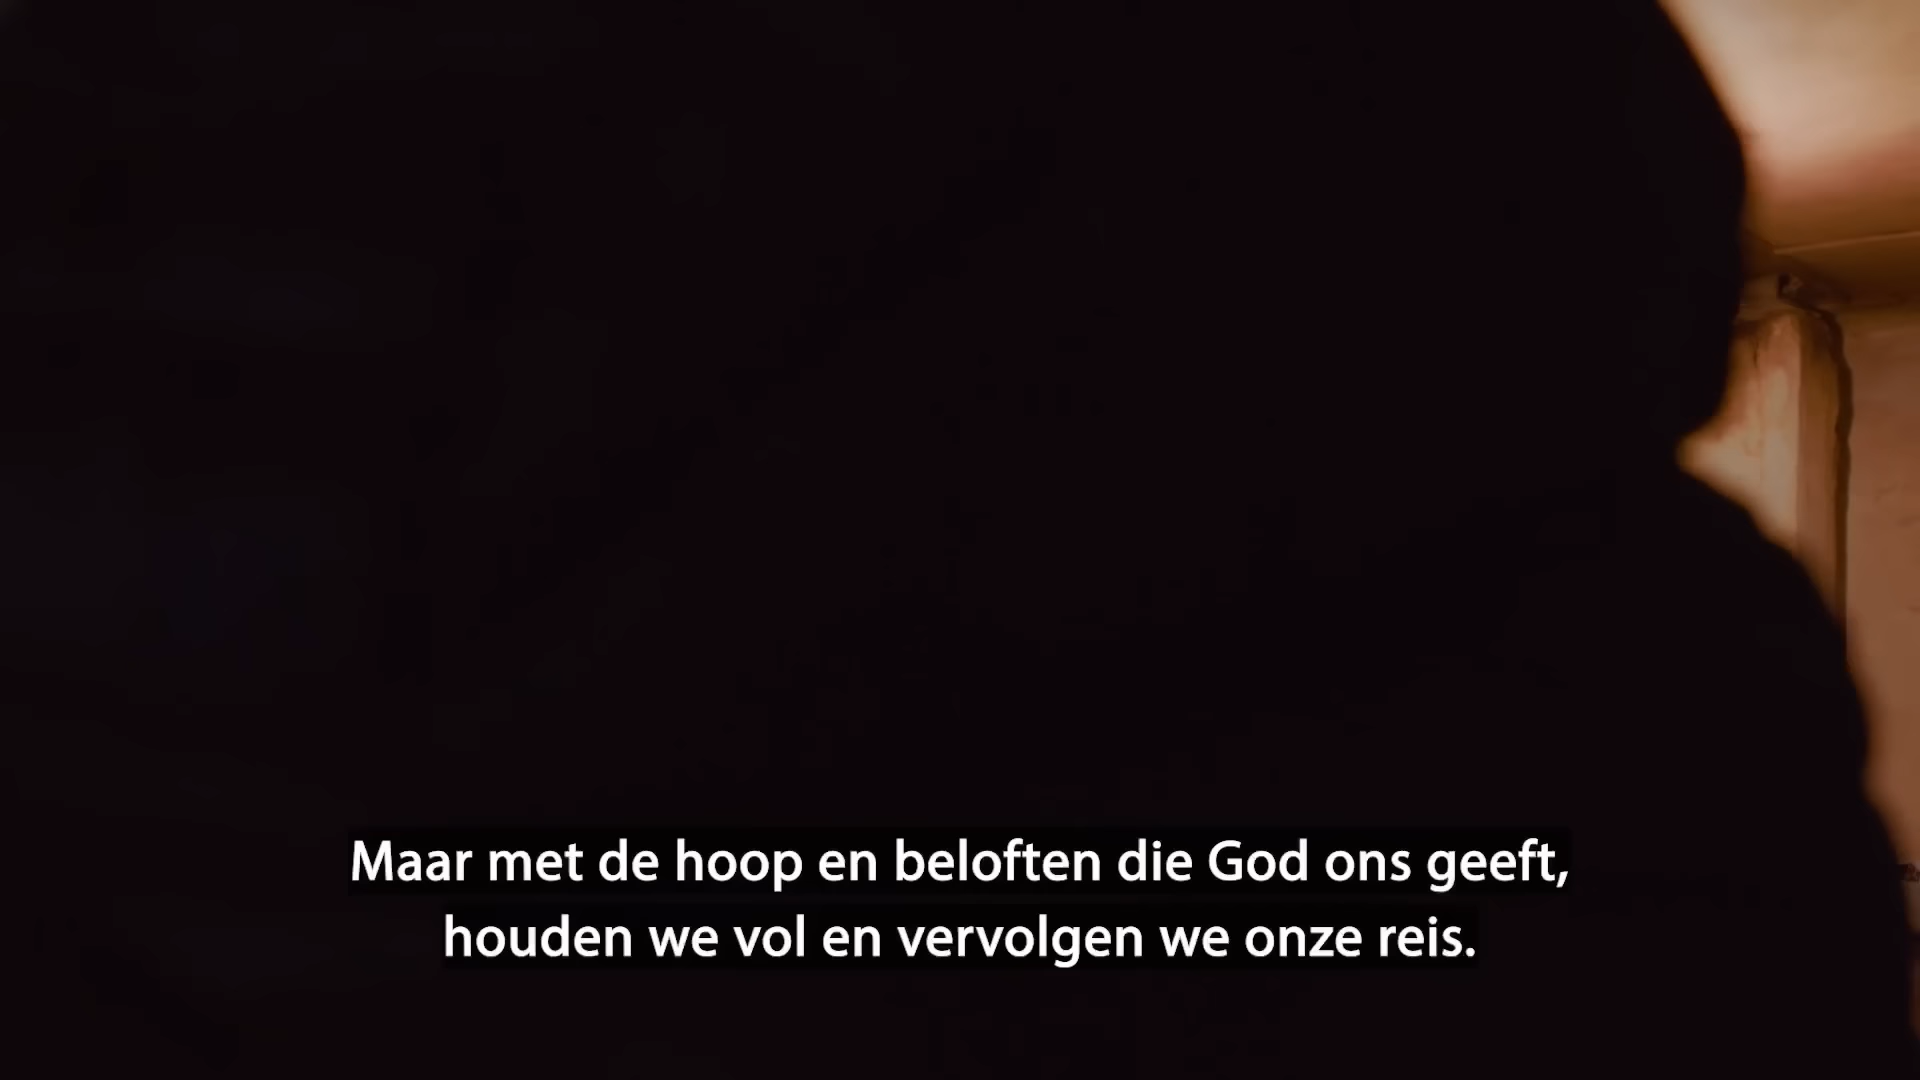 Maar met de hoop en beloften die God ons geeft,
houden we vol en vervolgen we onze reis.